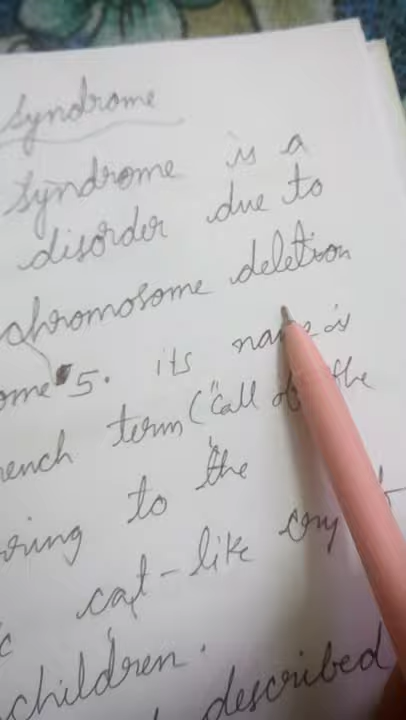 syndrome
syndrome is a
disorder due to
chromosome deletion
ome 5. its name is
ench term ("call of the
ring to the
c cat-like cry
children.
described